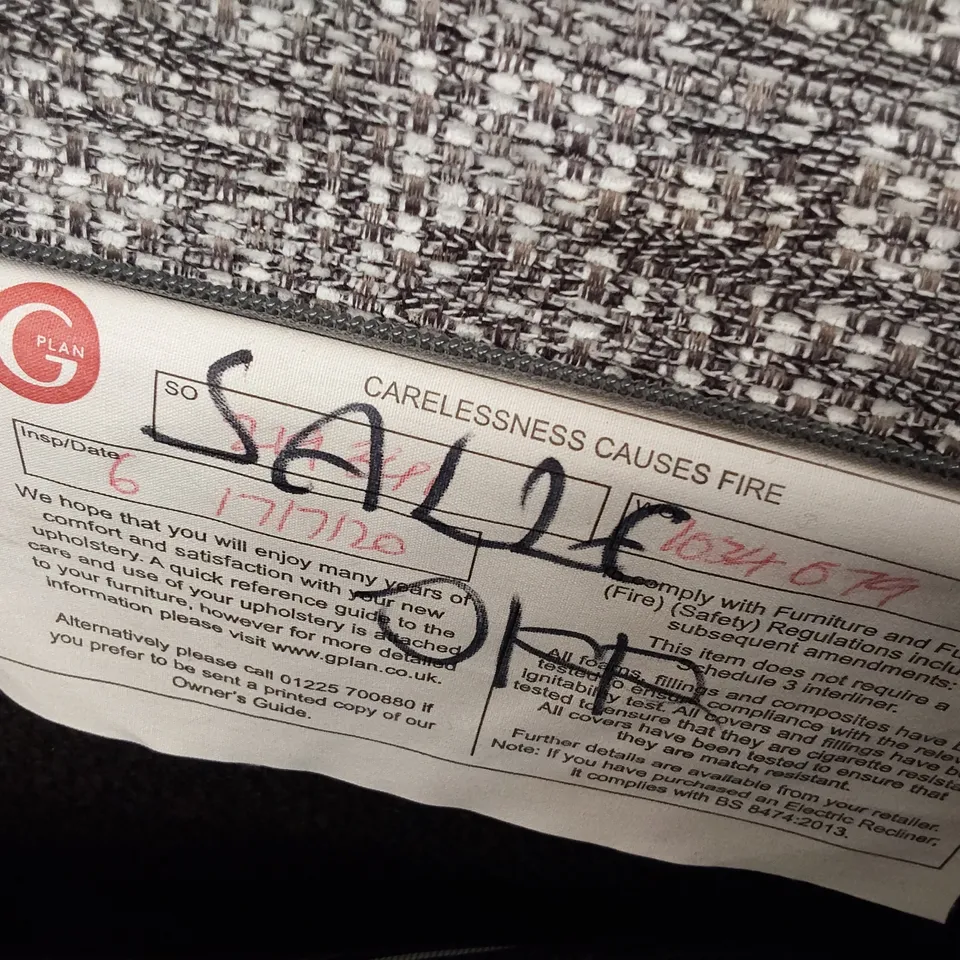 G PLAN
CARELESSNESS CAUSES FIRE
SO
Insp/Date
6 17/7/20
SALIE
We hope that you will enjoy many years of
comfort and satisfaction with your new
upholstery. A quick reference guide to the
care and use of your upholstery is attached
to your furniture, however for more detailed
information please visit www.gplan.co.uk.
Alternatively please call 01225 700880 if
you prefer to be sent a printed copy of our
Owner's Guide.
comply with Furniture and
(Fire) (Safety) Regulations
subsequent amendments:
This item does not require a
Schedule 3 interliner.
All foams, fillings and composites have
tested to ensure compliance with the
Ignitability test. All covers and fillings have
tested to ensure that they are cigarette
All covers have been tested to ensure that
they are match resistant.
Further details are available from your retailer.
Note: If you have purchased an Electric Recliner,
it complies with BS 8474:2013.